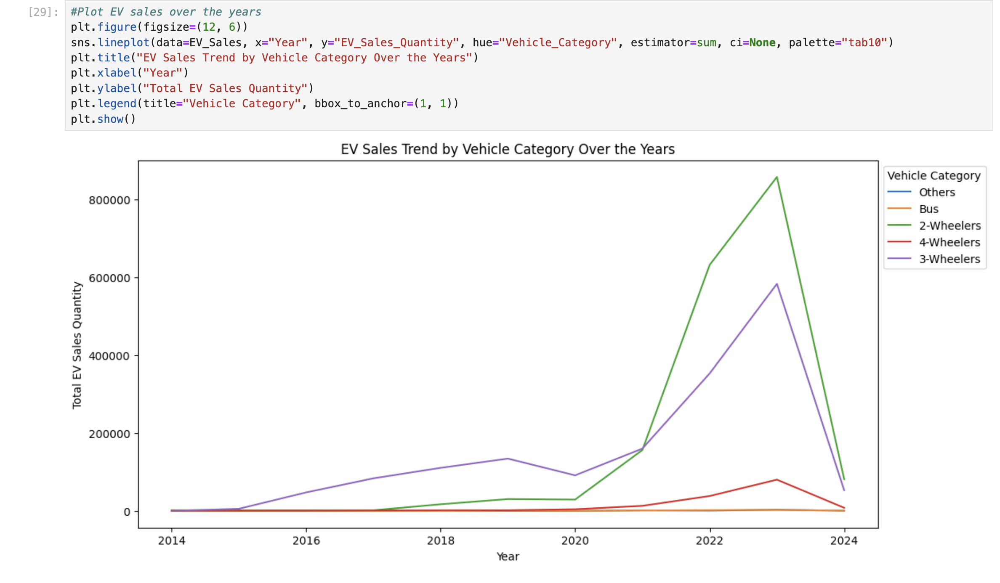 [29]: #Plot EV sales over the years
plt.figure(figsize=(12, 6))
sns.lineplot(data=EV_Sales, x="Year", y="EV_Sales_Quantity", hue="Vehicle_Category", estimator=sum, ci=None, palette="tab10")
plt.title("EV Sales Trend by Vehicle Category Over the Years")
plt.xlabel("Year")
plt.ylabel("Total EV Sales Quantity")
plt.legend(title="Vehicle Category", bbox_to_anchor=(1, 1))
plt.show()
EV Sales Trend by Vehicle Category Over the Years
Total EV Sales Quantity
800000
600000
400000
200000
0
2014 2016 2018 2020 2022 2024
Year
Vehicle Category
Others
Bus
2-Wheelers
4-Wheelers
3-Wheelers